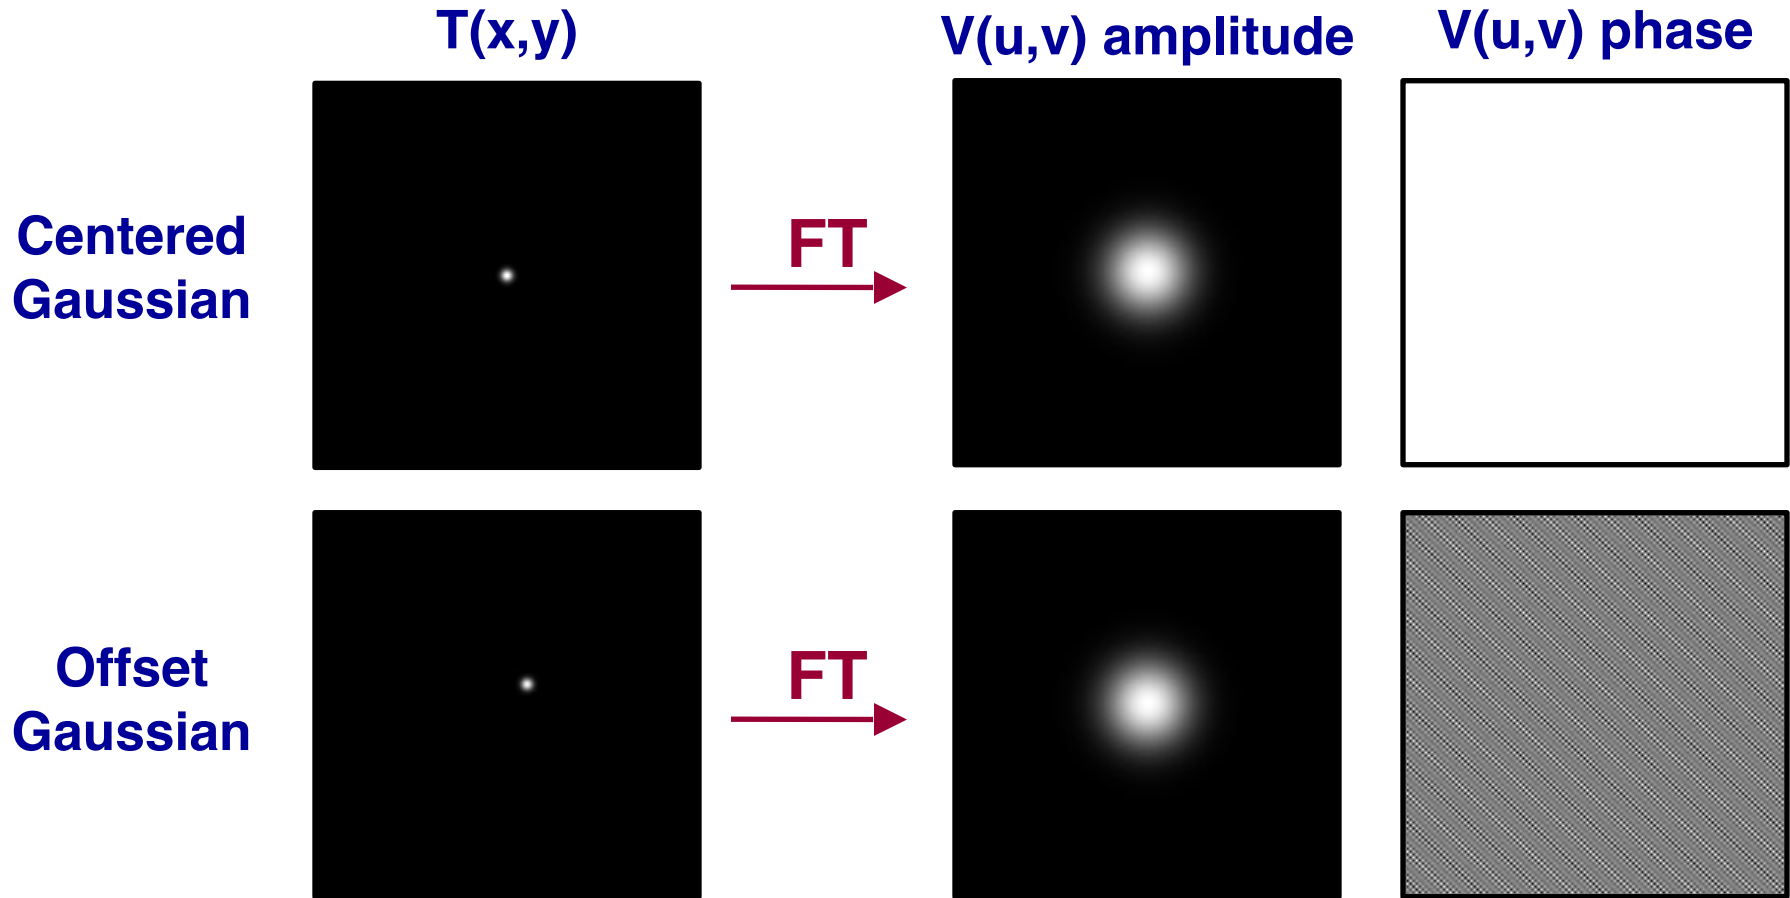 T(x,y)
V(u,v) amplitude
V(u,v) phase
Centered
Gaussian
FT
Offset
Gaussian
FT